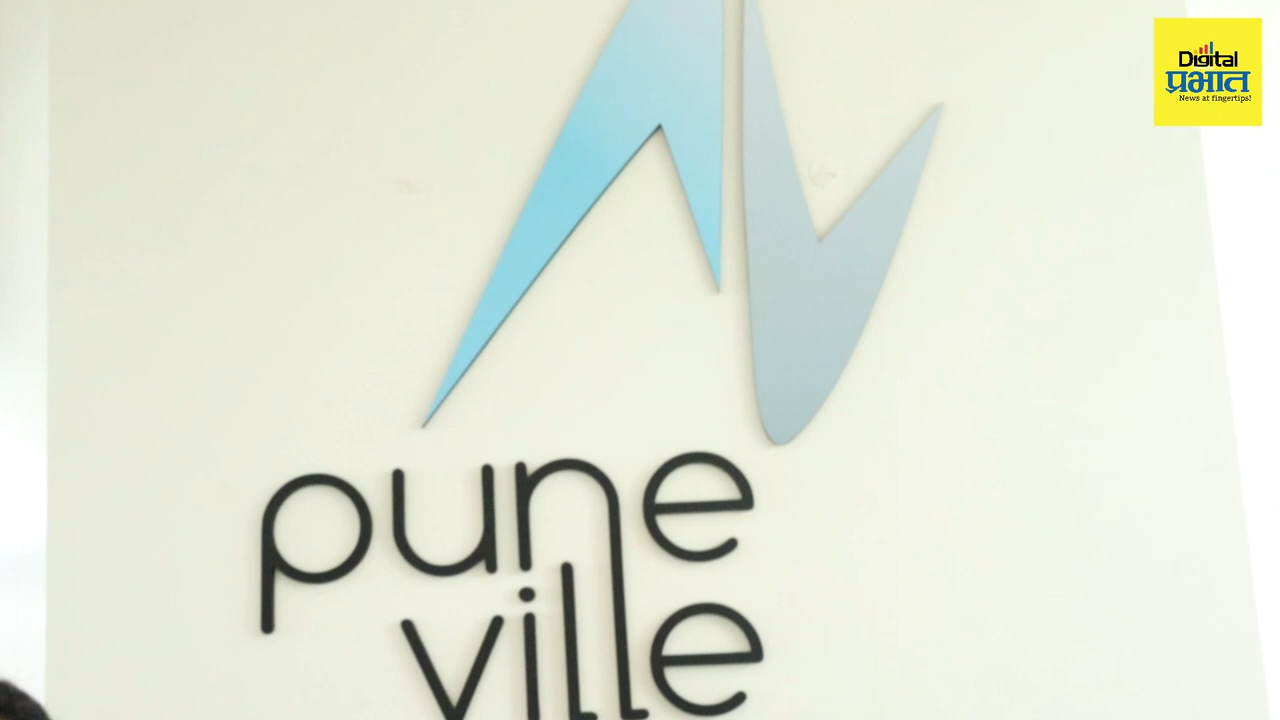 Digital
प्रभात
News at fingertips!
pune
ville